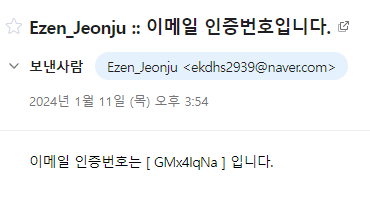 Ezen_Jeonju :: 이메일 인증번호입니다.
보낸사람 Ezen_Jeonju <ekdhs2939@naver.com>
2024년 1월 11일 (목) 오후 3:54
이메일 인증번호는 [ GMx4IqNa ] 입니다.